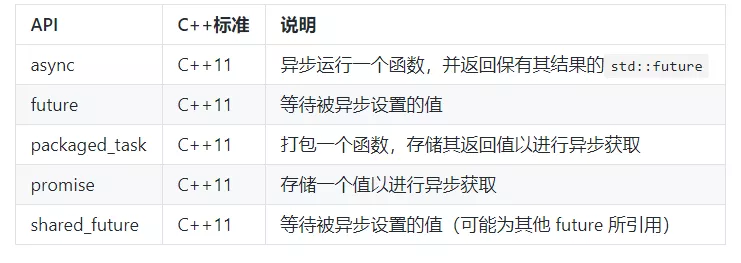 API C++标准 说明
async C++11 异步运行一个函数，并返回保有其结果的std::future
future C++11 等待被异步设置的值
packaged_task C++11 打包一个函数，存储其返回值以进行异步获取
promise C++11 存储一个值以进行异步获取
shared_future C++11 等待被异步设置的值（可能为其他 future 所引用）